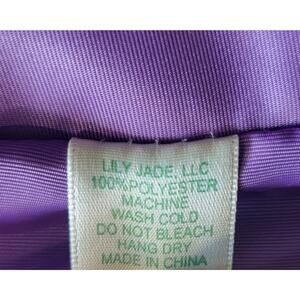 LILY JADE, LLC
100%POLYESTER
MACHINE
WASH COLD
DO NOT BLEACH
HANG DRY
MADE IN CHINA